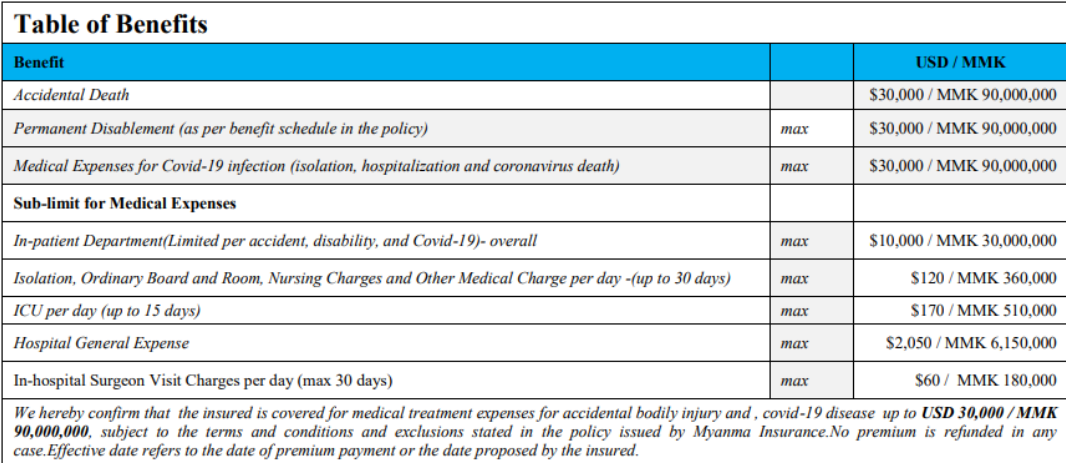 Table of Benefits
Benefit USD / MMK
Accidental Death $30,000 / MMK 90,000,000
Permanent Disablement (as per benefit schedule in the policy) max $30,000 / MMK 90,000,000
Medical Expenses for Covid-19 infection (isolation, hospitalization and coronavirus death) max $30,000 / MMK 90,000,000
Sub-limit for Medical Expenses
In-patient Department(Limited per accident, disability, and Covid-19)- overall max $10,000 / MMK 30,000,000
Isolation, Ordinary Board and Room, Nursing Charges and Other Medical Charge per day -(up to 30 days) max $120 / MMK 360,000
ICU per day (up to 15 days) max $170 / MMK 510,000
Hospital General Expense max $2,050 / MMK 6,150,000
In-hospital Surgeon Visit Charges per day (max 30 days) max $60 / MMK 180,000
We hereby confirm that the insured is covered for medical treatment expenses for accidental bodily injury and , covid-19 disease up to USD 30,000 / MMK
90,000,000, subject to the terms and conditions and exclusions stated in the policy issued by Myanma Insurance.No premium is refunded in any
case.Effective date refers to the date of premium payment or the date proposed by the insured.